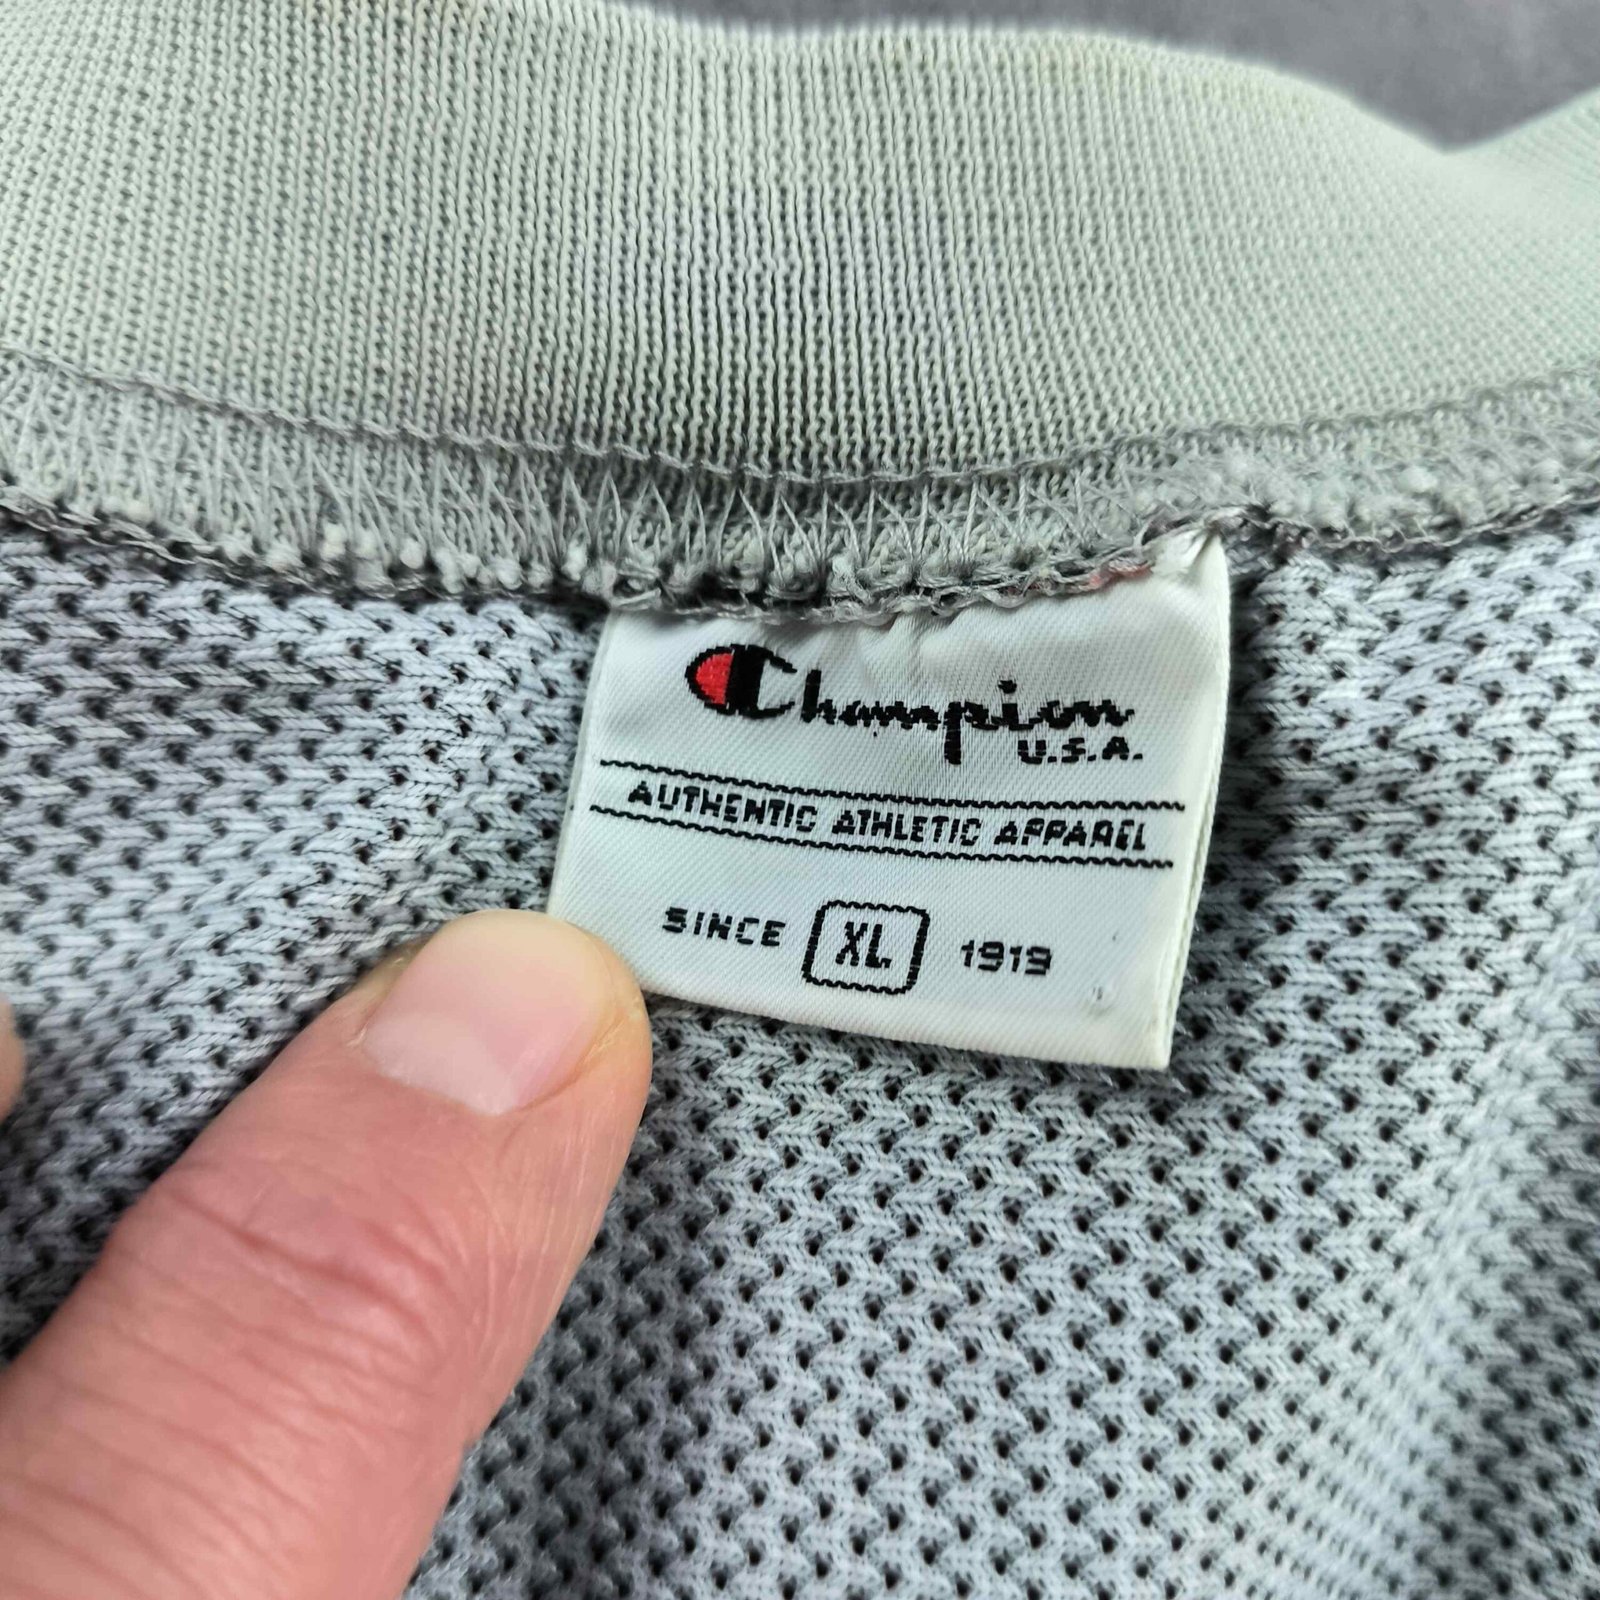 Champion
U.S.A.
AUTHENTIC ATHLETIC APPAREL
SINCE XL 1919